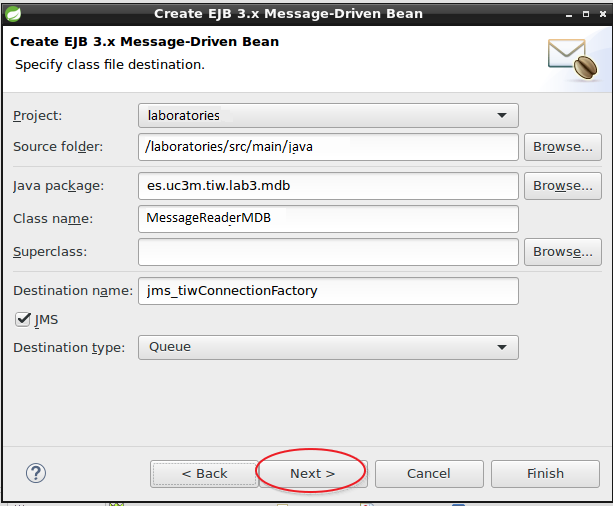 Create EJB 3.x Message-Driven Bean
Create EJB 3.x Message-Driven Bean
Specify class file destination.
Project: laboratories
Source folder: /laboratories/src/main/java Browse...
Java package: es.uc3m.tiw.lab3.mdb Browse...
Class name: MessageReaderMDB
Superclass: Browse...
Destination name: jms_tiwConnectionFactory
JMS
Destination type: Queue
? < Back Next > Cancel Finish